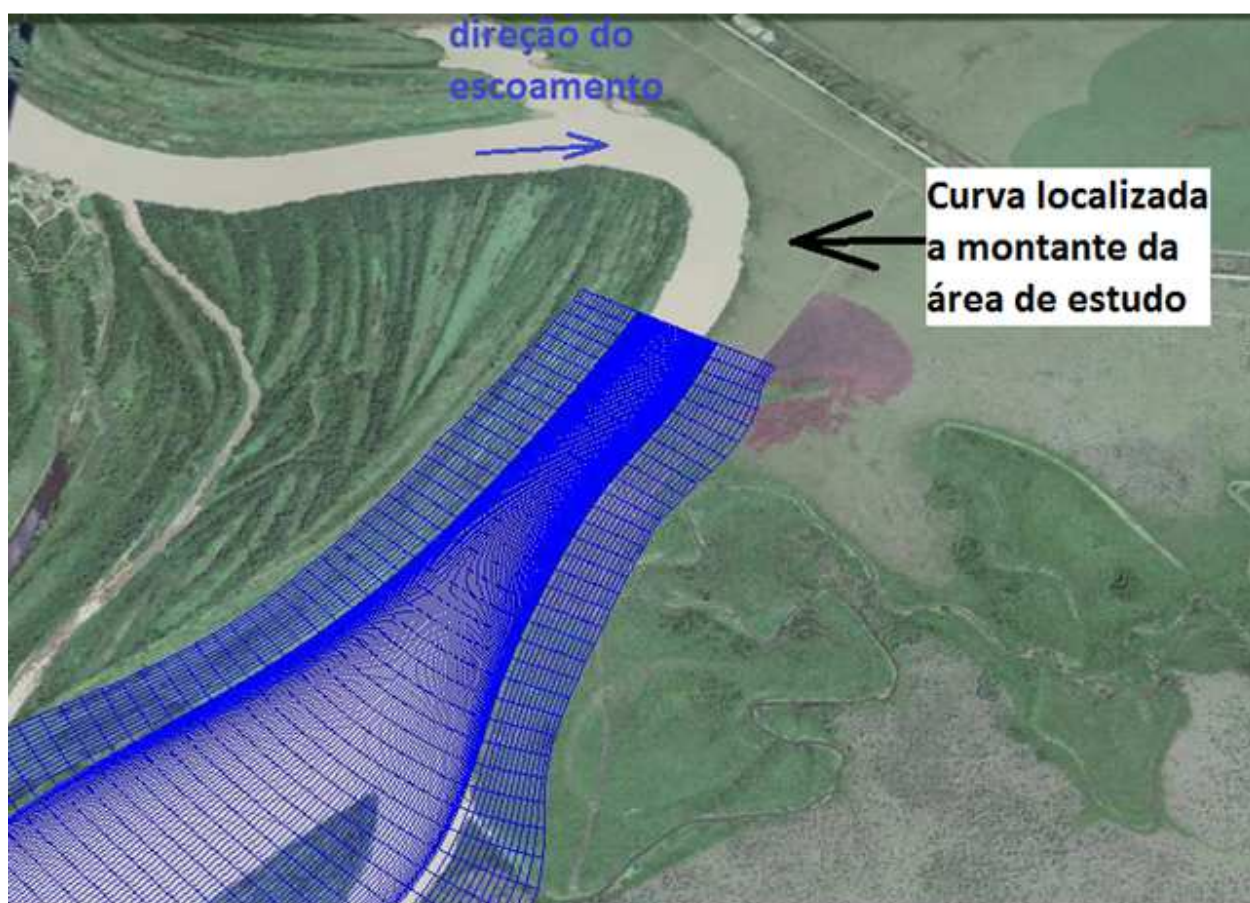 direção do
escoamento
Curva localizada
a montante da
área de estudo